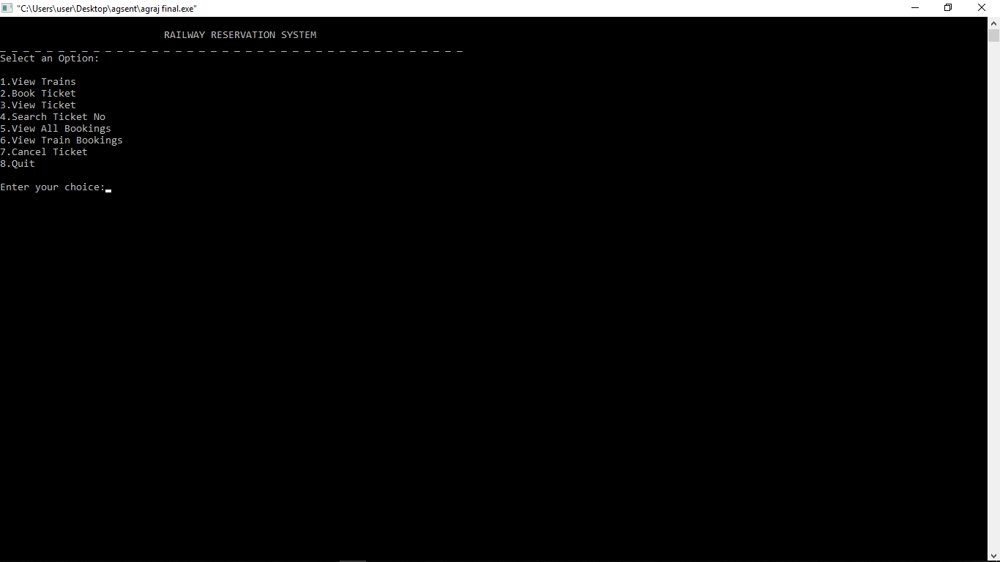 "C:\Users\user\Desktop\agsent\agraj final.exe"
RAILWAY RESERVATION SYSTEM
_ _ _ _ _ _ _ _ _ _ _ _ _ _ _ _ _ _ _ _ _ _ _ _ _ _ _ _ _ _ _ _ _ _ _ _ _ _ _ _
Select an Option:
1.View Trains
2.Book Ticket
3.View Ticket
4.Search Ticket No
5.View All Bookings
6.View Train Bookings
7.Cancel Ticket
8.Quit
Enter your choice: